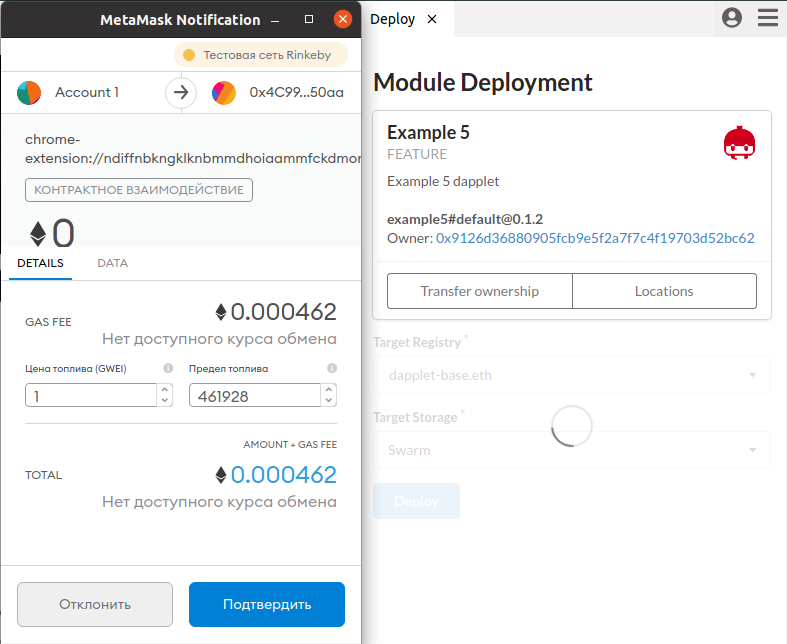 MetaMask Notification
Тестовая сеть Rinkeby
Account 1
0x4C99...50aa
chrome-
extension://ndiffnbkngklknbmmdhoiaammfckdmor
КОНТРАКТНОЕ ВЗАИМОДЕЙСТВИЕ
0
DETAILS
DATA
GAS FEE
0.000462
Нет доступного курса обмена
Цена топлива (GWEI)
Предел топлива
1
461928
AMOUNT + GAS FEE
TOTAL
0.000462
Нет доступного курса обмена
Отклонить
Подтвердить
Deploy
Module Deployment
Example 5
FEATURE
Example 5 dapplet
example5#default@0.1.2
Owner: 0x9126d36880905fcb9e5f2a7f7c4f19703d52bc62
Transfer ownership
Locations
Target Registry *
dapplet-base.eth
Target Storage *
Swarm
Deploy